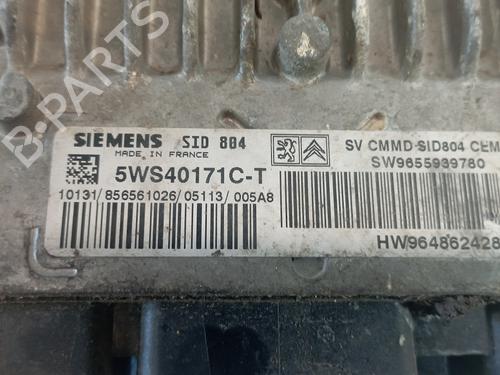 SIEMENS SID 804
MADE IN FRANCE
5WS40171C-T
10131/856561026/05113/005A8
SV CMMD SID804 CEM
SW9655939780
HW964862428
B-PARTS